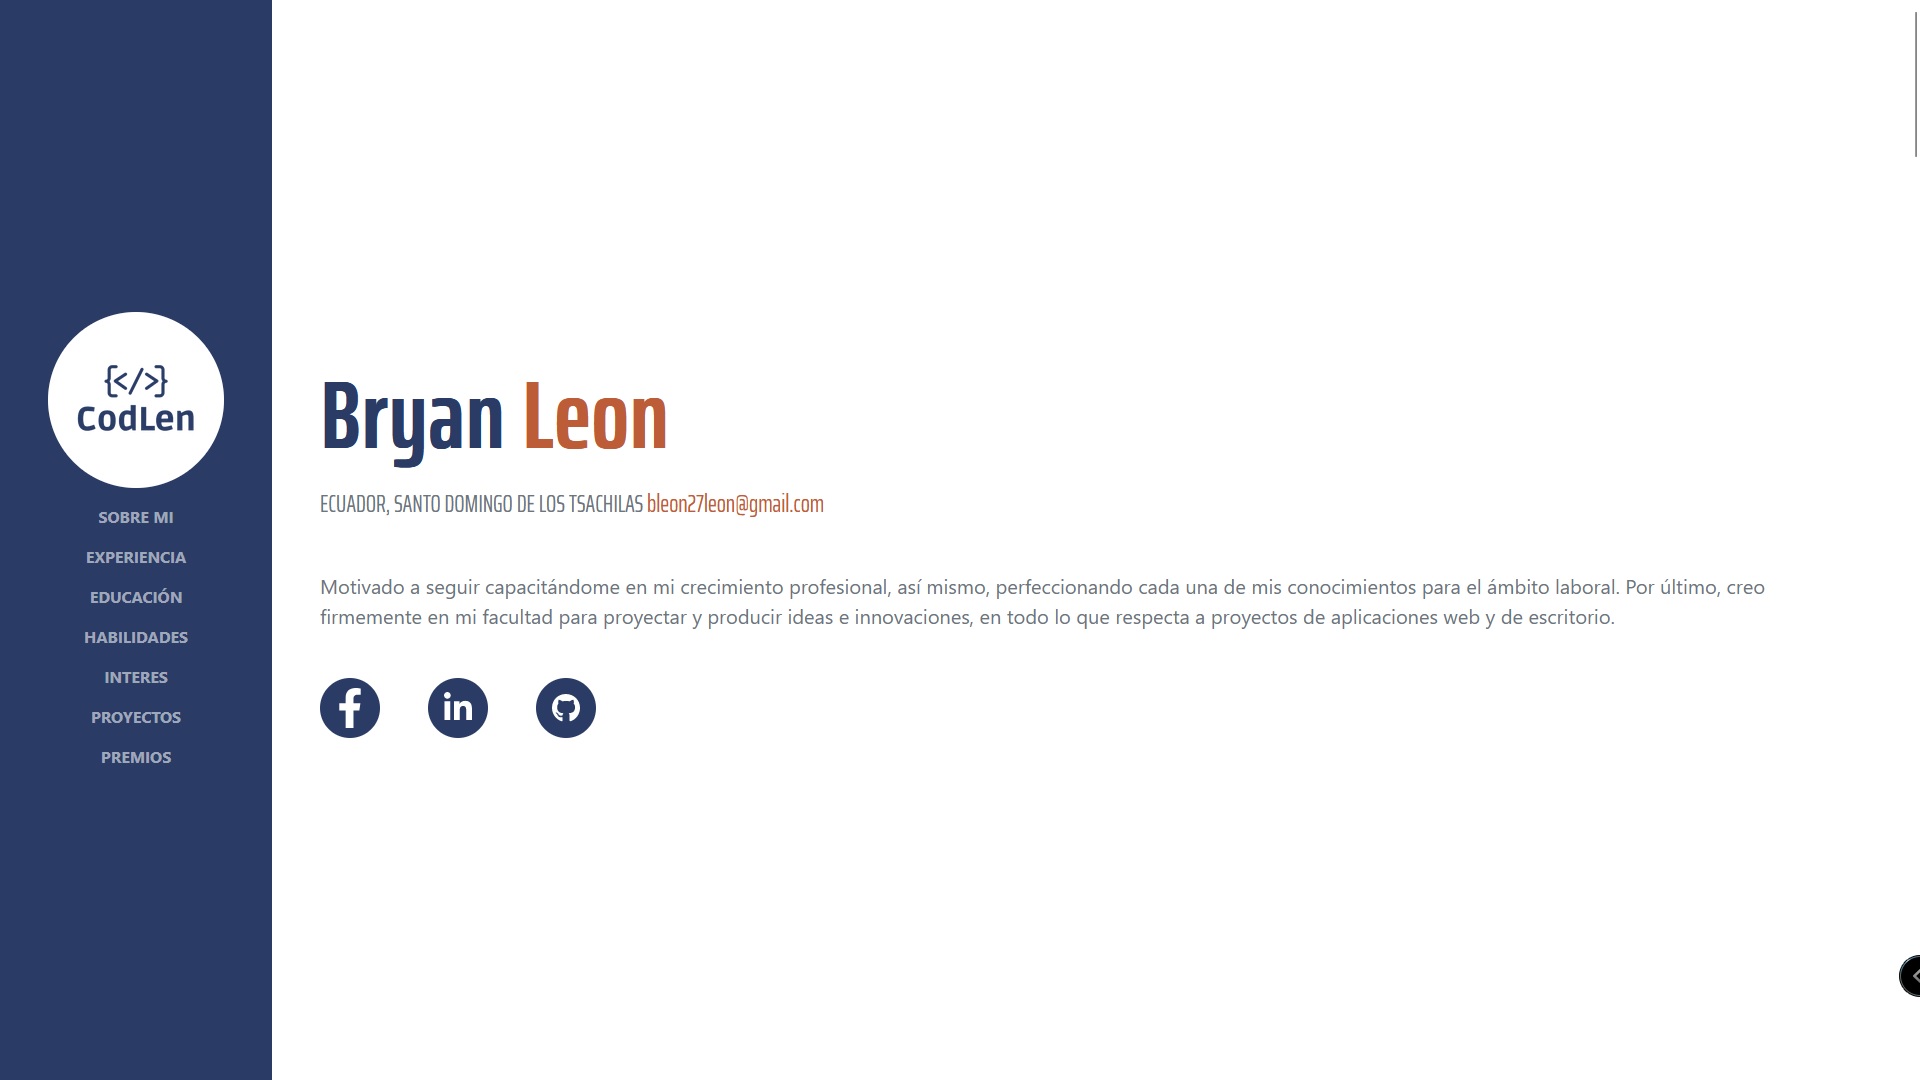 {</>}
CodLen
SOBRE MI
EXPERIENCIA
EDUCACIÓN
HABILIDADES
INTERES
PROYECTOS
PREMIOS
Bryan Leon
ECUADOR, SANTO DOMINGO DE LOS TSACHILAS bleon27leon@gmail.com
Motivado a seguir capacitándome en mi crecimiento profesional, así mismo, perfeccionando cada una de mis conocimientos para el ámbito laboral. Por último, creo
firmemente en mi facultad para proyectar y producir ideas e innovaciones, en todo lo que respecta a proyectos de aplicaciones web y de escritorio.